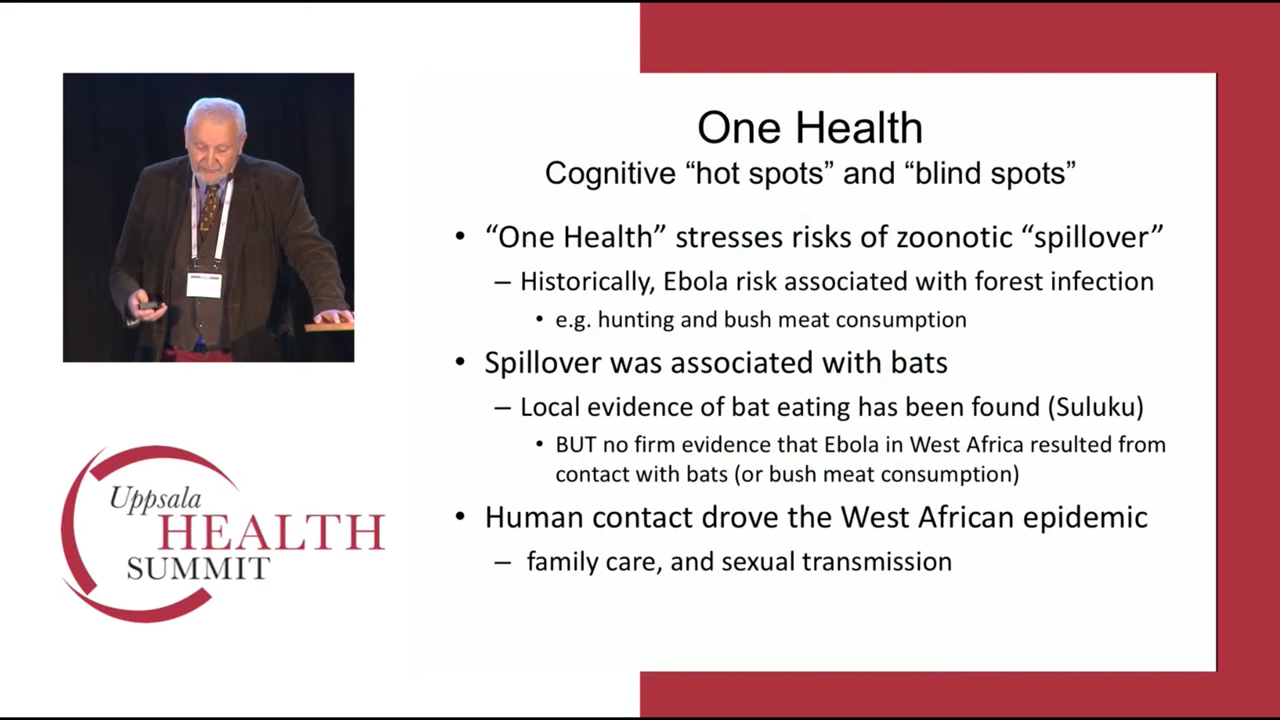 One Health
Cognitive “hot spots” and “blind spots”
• “One Health” stresses risks of zoonotic “spillover”
– Historically, Ebola risk associated with forest infection
• e.g. hunting and bush meat consumption
• Spillover was associated with bats
– Local evidence of bat eating has been found (Suluku)
• BUT no firm evidence that Ebola in West Africa resulted from
contact with bats (or bush meat consumption)
• Human contact drove the West African epidemic
– family care, and sexual transmission
Uppsala
HEALTH
SUMMIT